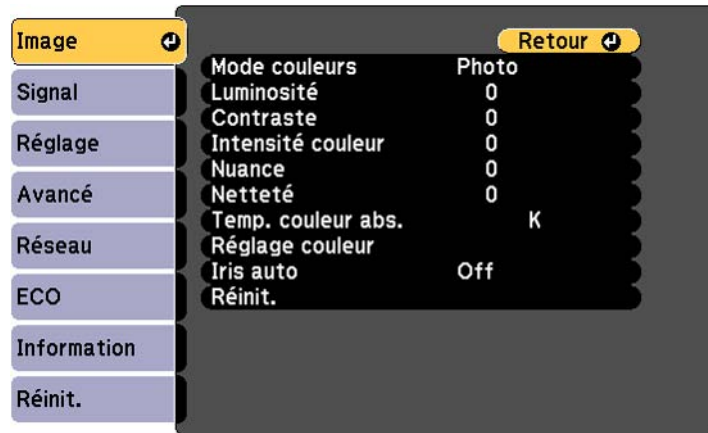 Image
Signal
Réglage
Avancé
Réseau
ECO
Information
Réinit.
Retour
Mode couleurs Photo
Luminosité 0
Contraste 0
Intensité couleur 0
Nuance 0
Netteté 0
Temp. couleur abs. K
Réglage couleur
Iris auto Off
Réinit.